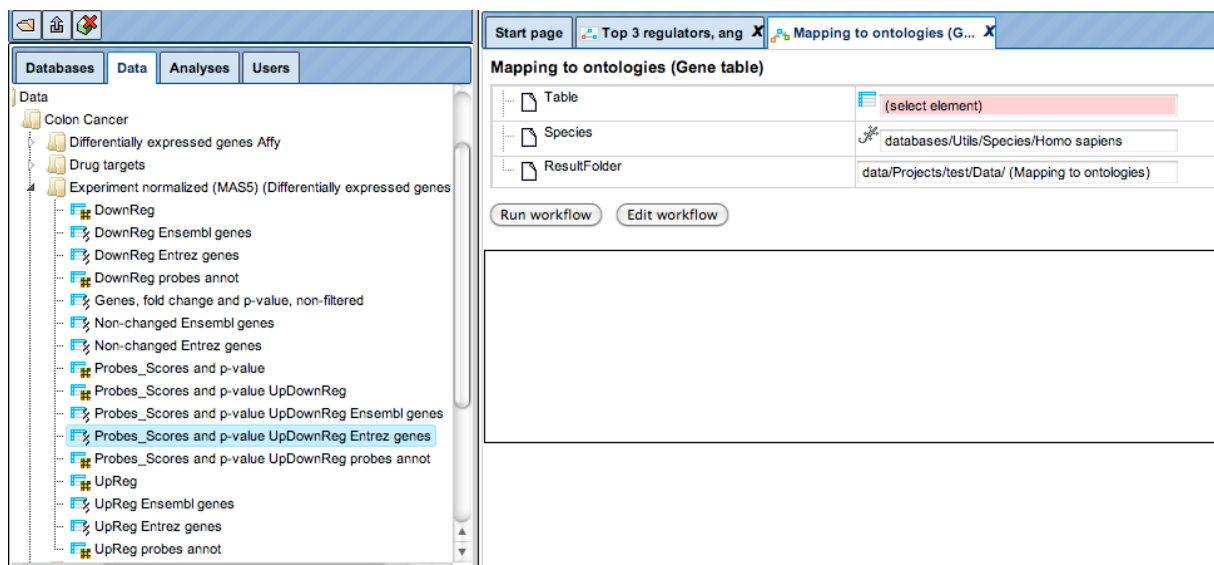 Databases Data Analyses Users
Data
Colon Cancer
Differentially expressed genes Affy
Drug targets
Experiment normalized (MAS5) (Differentially expressed genes
DownReg
DownReg Ensembl genes
DownReg Entrez genes
DownReg probes annot
Genes, fold change and p-value, non-filtered
Non-changed Ensembl genes
Non-changed Entrez genes
Probes_Scores and p-value
Probes_Scores and p-value UpDownReg
Probes_Scores and p-value UpDownReg Ensembl genes
Probes_Scores and p-value UpDownReg Entrez genes
Probes_Scores and p-value UpDownReg probes annot
UpReg
UpReg Ensembl genes
UpReg Entrez genes
UpReg probes annot
Start page Top 3 regulators, ang X Mapping to ontologies (G... X
Mapping to ontologies (Gene table)
Table (select element)
Species databases/Utils/Species/Homo sapiens
ResultFolder data/Projects/test/Data/ (Mapping to ontologies)
Run workflow Edit workflow